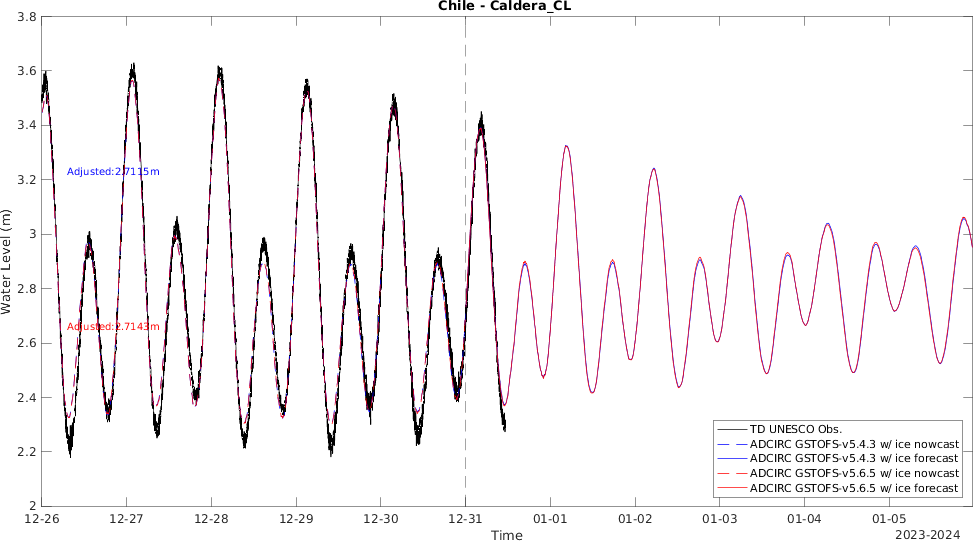 Chile - Caldera_CL
3.8
3.6
3.4
3.2
3
2.8
2.6
2.4
2.2
2
Water Level (m)
Adjusted:2.7115m
Adjusted:2.7143m
TD UNESCO Obs.
ADCIRC GSTOFS-v5.4.3 w/ ice nowcast
ADCIRC GSTOFS-v5.4.3 w/ ice forecast
ADCIRC GSTOFS-v5.6.5 w/ ice nowcast
ADCIRC GSTOFS-v5.6.5 w/ ice forecast
12-26 12-27 12-28 12-29 12-30 12-31 01-01 01-02 01-03 01-04 01-05
Time
2023-2024